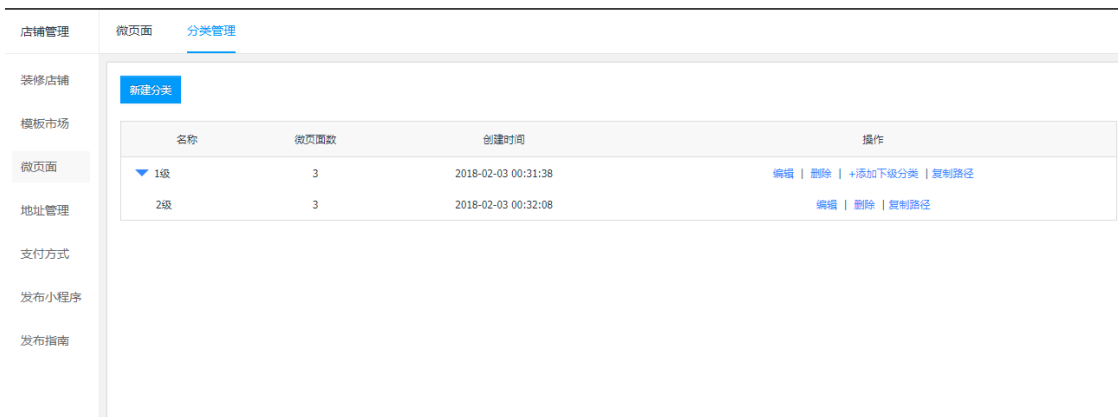 店铺管理 微页面 分类管理
装修店铺
新建分类
模板市场
名称 微页面数 创建时间 操作
微页面
1级 3 2018-02-03 00:31:38 编辑 | 删除 | +添加下级分类 | 复制路径
2级 3 2018-02-03 00:32:08 编辑 | 删除 | 复制路径
地址管理
支付方式
发布小程序
发布指南